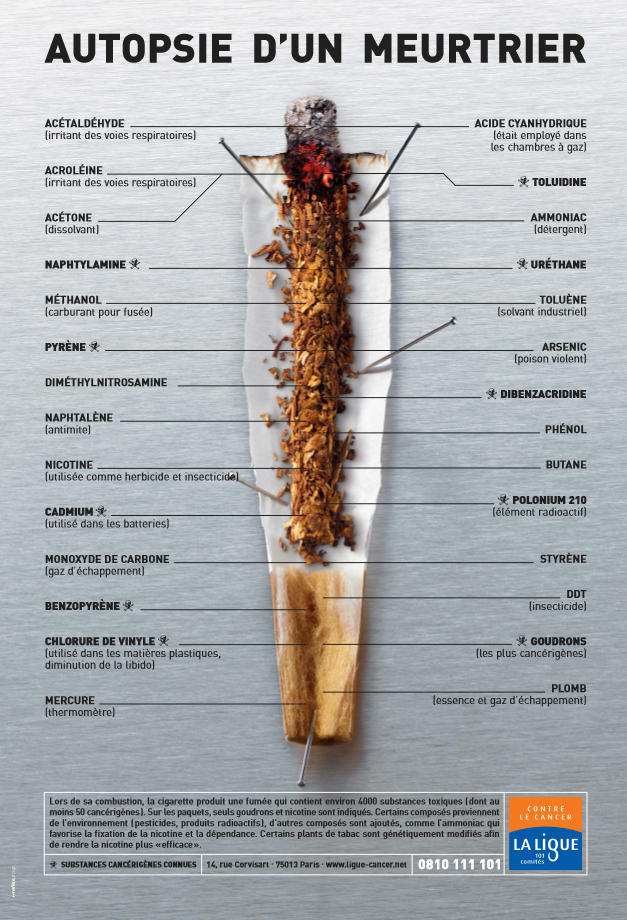 AUTOPSIE D'UN MEURTRIER
ACÉTALDÉHYDE
(irritant des voies respiratoires)
ACROLÉINE
(irritant des voies respiratoires)
ACÉTONE
(dissolvant)
NAPHTYLAMINE
MÉTHANOL
(carburant pour fusée)
PYRÈNE
DIMÉTHYLNITROSAMINE
NAPHTALÈNE
(antimite)
NICOTINE
(utilisée comme herbicide et insecticide)
CADMIUM
(utilisé dans les batteries)
MONOXYDE DE CARBONE
(gaz d'échappement)
BENZOPYRÈNE
CHLORURE DE VINYLE
(utilisé dans les matières plastiques,
diminution de la libido)
MERCURE
(thermomètre)
ACIDE CYANHYDRIQUE
(était employé dans
les chambres à gaz)
TOLUIDINE
AMMONIAC
(détergent)
URÉTHANE
TOLUÈNE
(solvant industriel)
ARSENIC
(poison violent)
DIBENZACRIDINE
PHÉNOL
BUTANE
POLONIUM 210
(élément radioactif)
STYRÈNE
DDT
(insecticide)
GOUDRONS
(les plus cancérigènes)
PLOMB
(essence et gaz d'échappement)
Lors de sa combustion, la cigarette produit une fumée qui contient environ 4000 substances toxiques (dont au
moins 50 cancérigènes). Sur les paquets, seuls goudrons et nicotine sont indiqués. Certains composés proviennent
de l'environnement (pesticides, produits radioactifs), d'autres composés sont ajoutés, comme l'ammoniac qui
favorise la fixation de la nicotine et la dépendance. Certains plants de tabac sont génétiquement modifiés afin
de rendre la nicotine plus «efficace».
SUBSTANCES CANCÉRIGÈNES CONNUES
14, rue Corvisart - 75013 Paris - www.ligue-cancer.net
0810 111 101
CONTRE
LE CANCER
LA LIGUE
101
comités